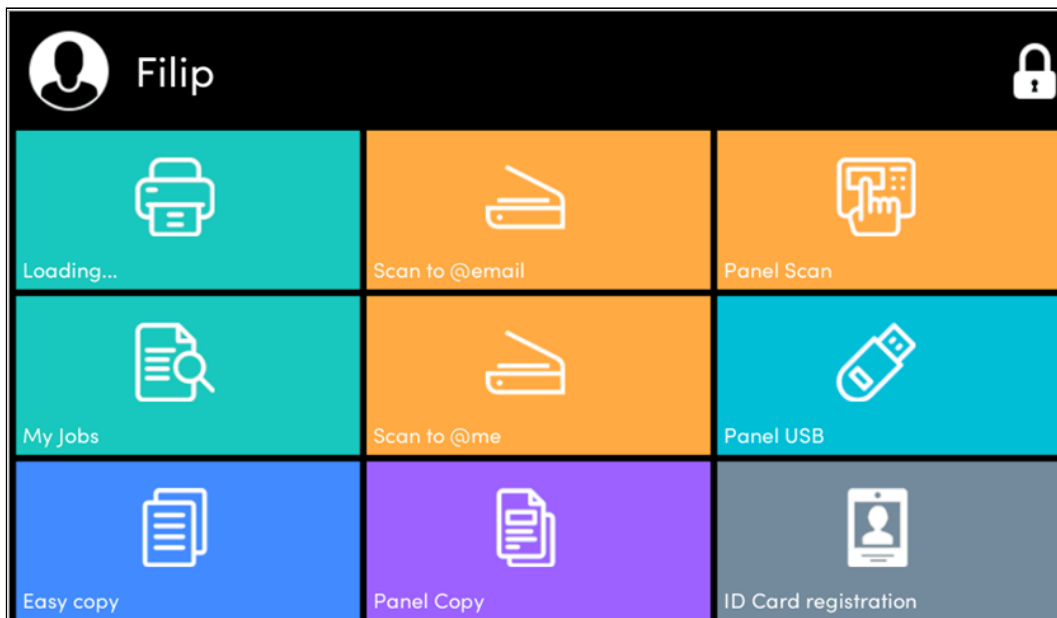 Filip
Loading...
Scan to @email
Panel Scan
My Jobs
Scan to @me
Panel USB
Easy copy
Panel Copy
ID Card registration